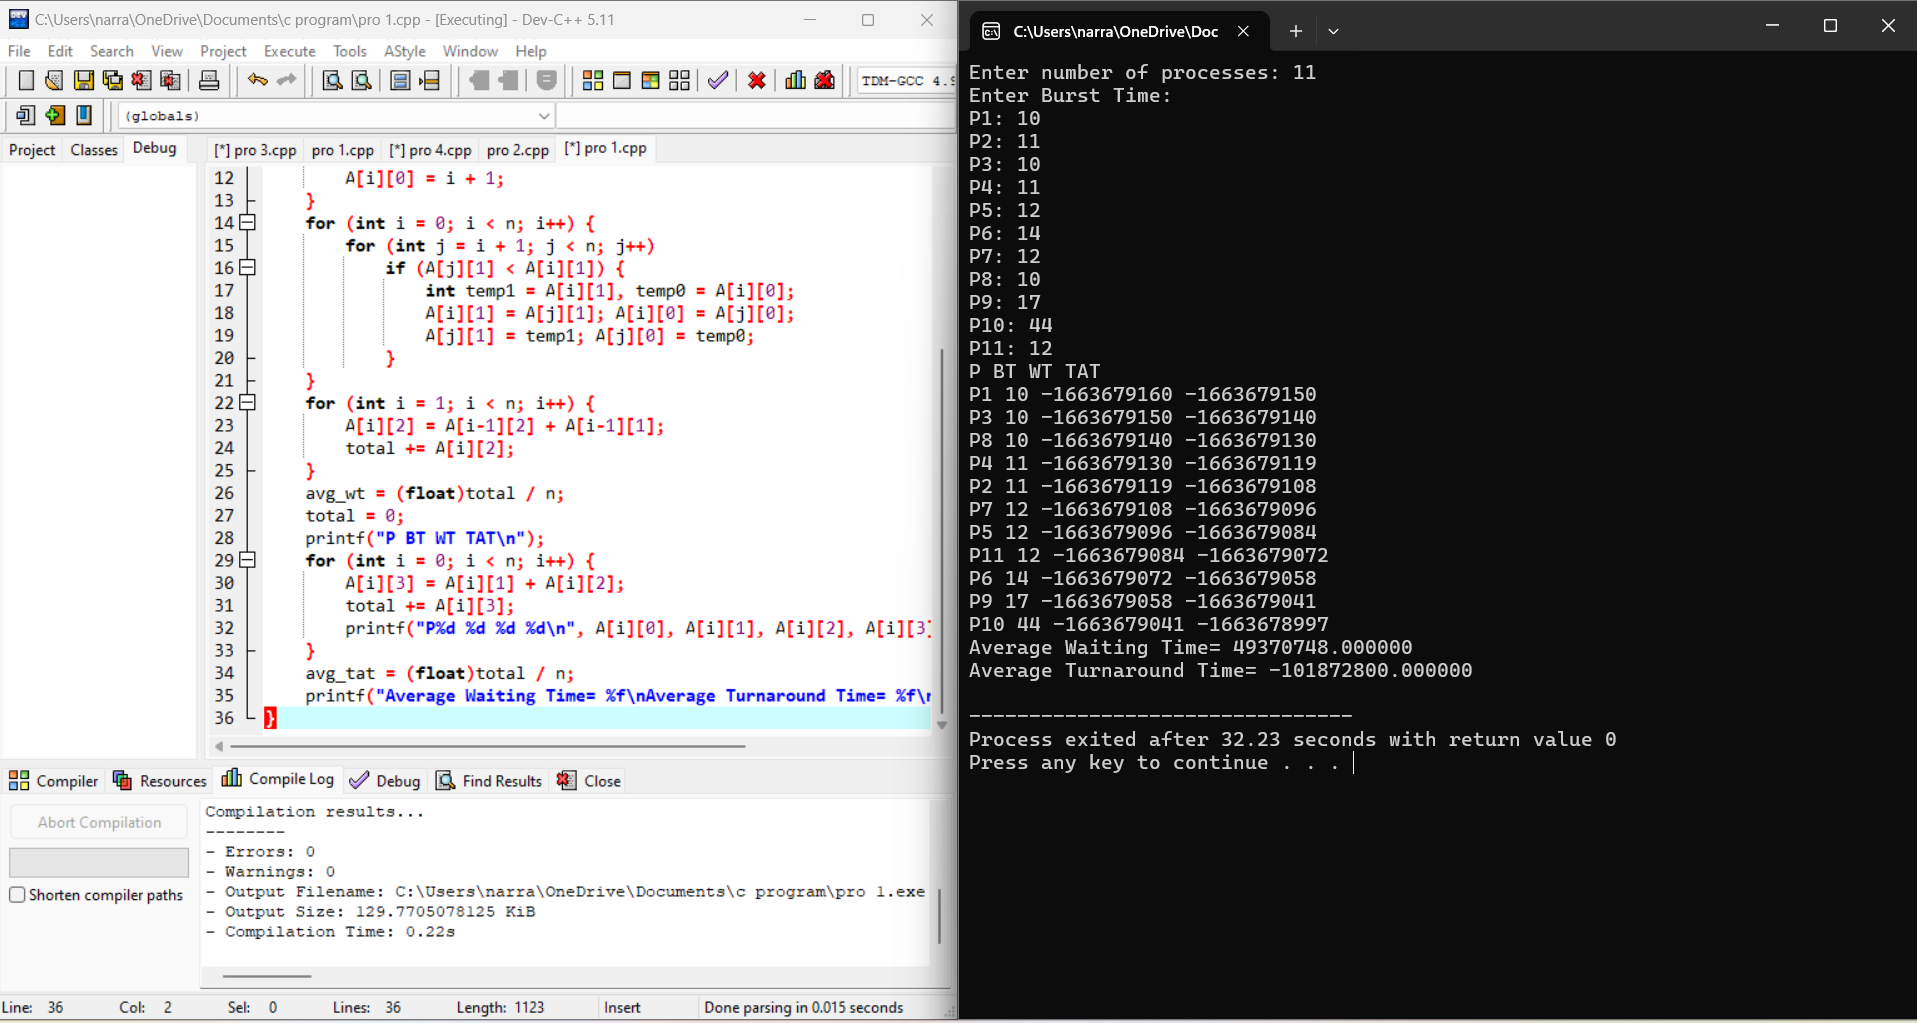 C:\Users\narra\OneDrive\Documents\c program\pro 1.cpp - [Executing] - Dev-C++ 5.11
File Edit Search View Project Execute Tools AStyle Window Help
TDM-GCC 4.9
(globals)
Project Classes Debug
[*] pro 3.cpp pro 1.cpp [*] pro 4.cpp pro 2.cpp [*] pro 1.cpp
12 A[i][0] = i + 1;
13 }
14 for (int i = 0; i < n; i++) {
15 for (int j = i + 1; j < n; j++)
16 if (A[j][1] < A[i][1]) {
17 int temp1 = A[i][1], temp0 = A[i][0];
18 A[i][1] = A[j][1]; A[i][0] = A[j][0];
19 A[j][1] = temp1; A[j][0] = temp0;
20 }
21 }
22 for (int i = 1; i < n; i++) {
23 A[i][2] = A[i-1][2] + A[i-1][1];
24 total += A[i][2];
25 }
26 avg_wt = (float)total / n;
27 total = 0;
28 printf("P BT WT TAT\n");
29 for (int i = 0; i < n; i++) {
30 A[i][3] = A[i][1] + A[i][2];
31 total += A[i][3];
32 printf("P%d %d %d %d\n", A[i][0], A[i][1], A[i][2], A[i][3]
33 }
34 avg_tat = (float)total / n;
35 printf("Average Waiting Time= %f\nAverage Turnaround Time= %f\n
36 }
Compiler Resources Compile Log Debug Find Results Close
Abort Compilation
Shorten compiler paths
Compilation results...
--------
- Errors: 0
- Warnings: 0
- Output Filename: C:\Users\narra\OneDrive\Documents\c program\pro 1.exe
- Output Size: 129.7705078125 KiB
- Compilation Time: 0.22s
Line: 36 Col: 2 Sel: 0 Lines: 36 Length: 1123 Insert Done parsing in 0.015 seconds
C:\Users\narra\OneDrive\Doc
Enter number of processes: 11
Enter Burst Time:
P1: 10
P2: 11
P3: 10
P4: 11
P5: 12
P6: 14
P7: 12
P8: 10
P9: 17
P10: 44
P11: 12
P BT WT TAT
P1 10 -1663679160 -1663679150
P3 10 -1663679150 -1663679140
P8 10 -1663679140 -1663679130
P4 11 -1663679130 -1663679119
P2 11 -1663679119 -1663679108
P7 12 -1663679108 -1663679096
P5 12 -1663679096 -1663679084
P11 12 -1663679084 -1663679072
P6 14 -1663679072 -1663679058
P9 17 -1663679058 -1663679041
P10 44 -1663679041 -1663678997
Average Waiting Time= 49370748.000000
Average Turnaround Time= -101872800.000000
--------------------------------
Process exited after 32.23 seconds with return value 0
Press any key to continue . . .